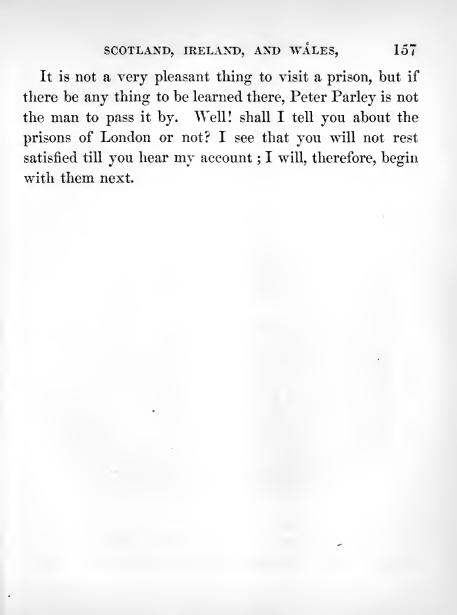 SCOTLAND, IRELAND, AND WALES, 157
It is not a very pleasant thing to visit a prison, but if
there be any thing to be learned there, Peter Parley is not
the man to pass it by. Well! shall I tell you about the
prisons of London or not? I see that you will not rest
satisfied till you hear my account ; I will, therefore, begin
with them next.